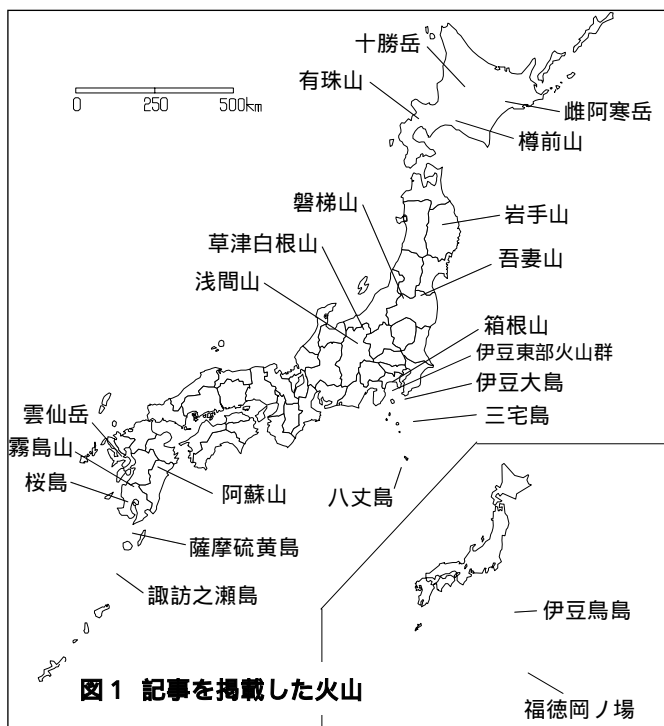 十勝岳
有珠山
0 250 500km
雌阿寒岳
樽前山
磐梯山
岩手山
草津白根山
吾妻山
浅間山
箱根山
伊豆東部火山群
伊豆大島
雲仙岳
三宅島
霧島山
桜島
阿蘇山
八丈島
薩摩硫黄島
諏訪之瀬島
伊豆鳥島
図1 記事を掲載した火山
福徳岡ノ場